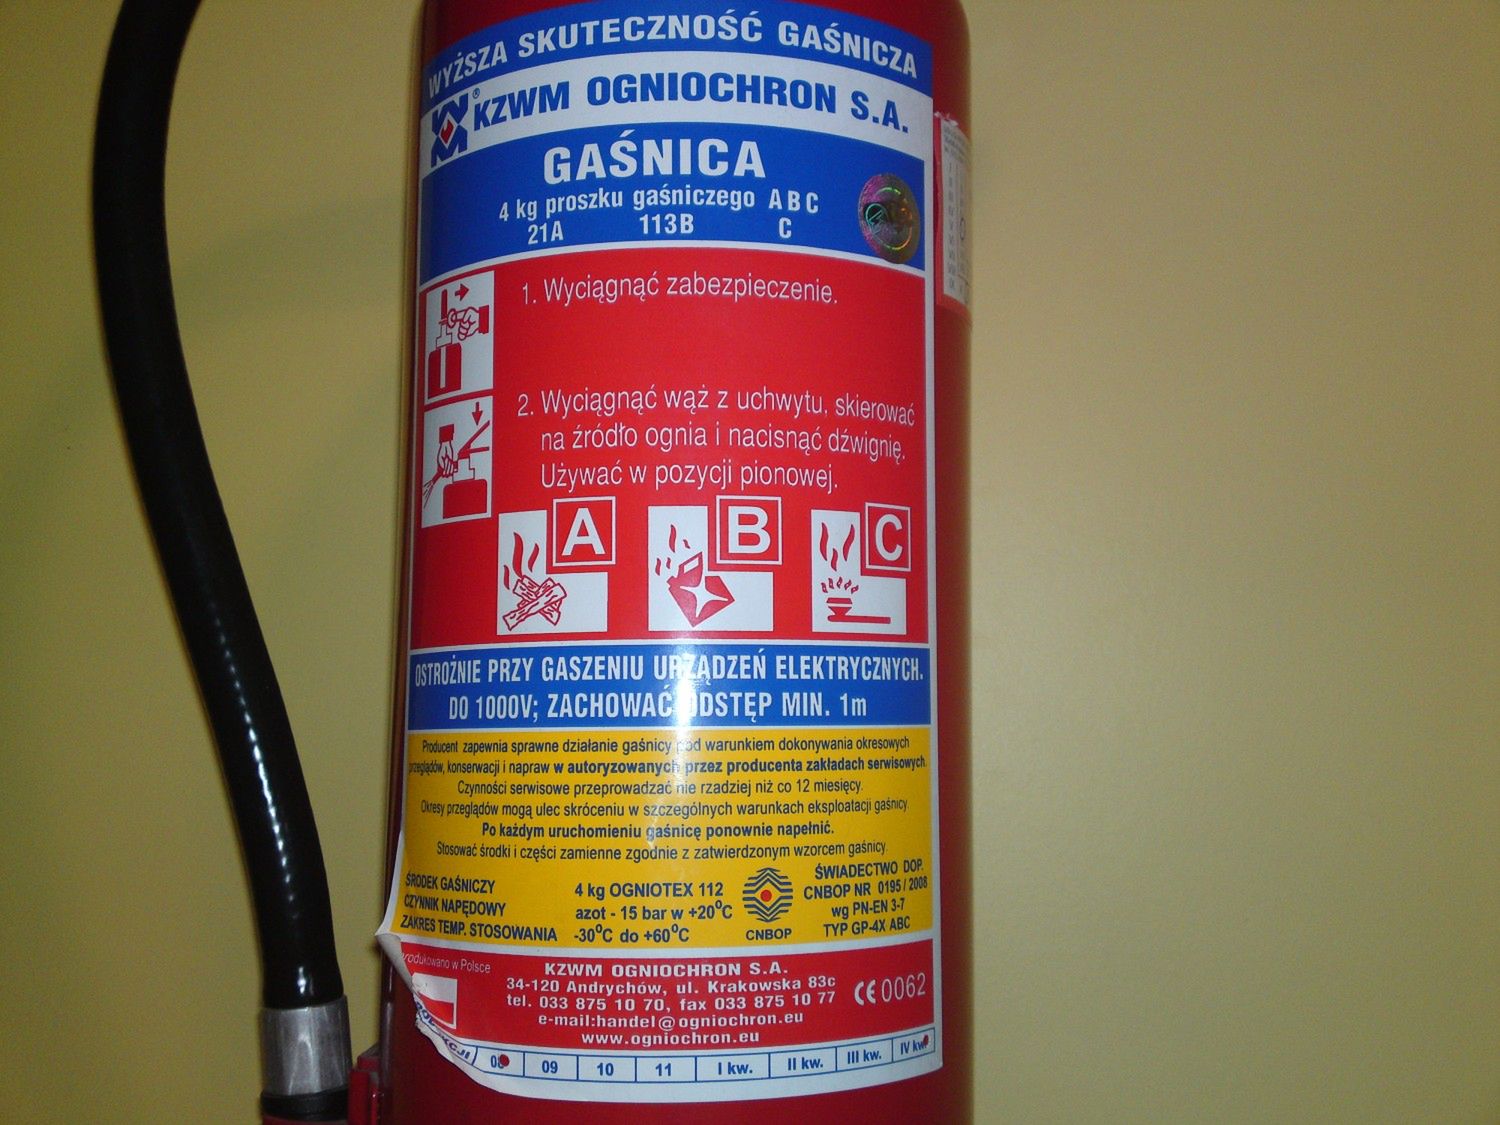 WYŻSZA SKUTECZNOŚĆ GAŚNICZA
KZWM OGNIOCHRON S.A.
GAŚNICA
4 kg proszku gaśniczego A B C
21A 113B C
1. Wyciągnąć zabezpieczenie.
2. Wyciągnąć wąż z uchwytu, skierować
na źródło ognia i nacisnąć dźwignię.
Używać w pozycji pionowej.
A B C
OSTROŻNIE PRZY GASZENIU URZĄDZEŃ ELEKTRYCZNYCH.
DO 1000V; ZACHOWAĆ ODSTĘP MIN. 1m
Producent zapewnia sprawne działanie gaśnicy pod warunkiem dokonywania okresowych
przeglądów, konserwacji i napraw w autoryzowanych przez producenta zakładach serwisowych.
Czynności serwisowe przeprowadzać nie rzadziej niż co 12 miesięcy.
Okresy przeglądów mogą ulec skróceniu w szczególnych warunkach eksploatacji gaśnicy.
Po każdym uruchomieniu gaśnicę ponownie napełnić.
Stosować środki i części zamienne zgodnie z zatwierdzonym wzorcem gaśnicy.
ŚRODEK GAŚNICZY 4 kg OGNIOTEX 112
CZYNNIK NAPĘDOWY azot - 15 bar w +20°C
ZAKRES TEMP. STOSOWANIA -30°C do +60°C
CNBOP
ŚWIADECTWO DOP.
CNBOP NR 0195 / 2008
wg PN-EN 3-7
TYP GP-4X ABC
rodukowano w Polsce
KZWM OGNIOCHRON S.A.
34-120 Andrychów, ul. Krakowska 83c
tel. 033 875 10 70, fax 033 875 10 77
e-mail:handel@ogniochron.eu
www.ogniochron.eu
CE 0062
08 09 10 11 I kw. II kw. III kw. IV kw.